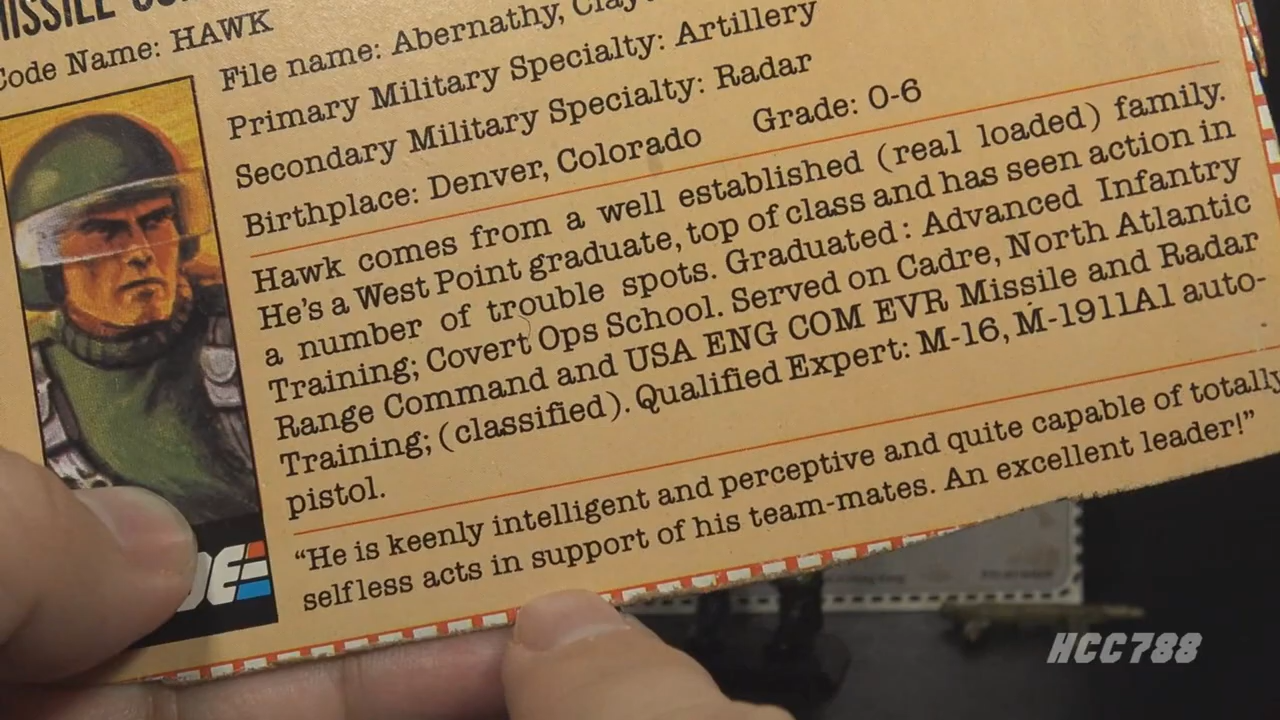 MISSILE
Code Name: HAWK
File name: Abernathy,
Primary Military Specialty: Artillery
Secondary Military Specialty: Radar
Birthplace: Denver, Colorado Grade: O-6
Hawk comes from a well established (real loaded) family.
He's a West Point graduate, top of class and has seen action in
a number of trouble spots. Graduated: Advanced Infantry
Training; Covert Ops School. Served on Cadre, North Atlantic
Range Command and USA ENG COM EVR Missile and Radar
Training; (classified). Qualified Expert: M-16, M-1911A1 auto-
pistol.
"He is keenly intelligent and perceptive and quite capable of totally
selfless acts in support of his team-mates. An excellent leader!"
HCC788